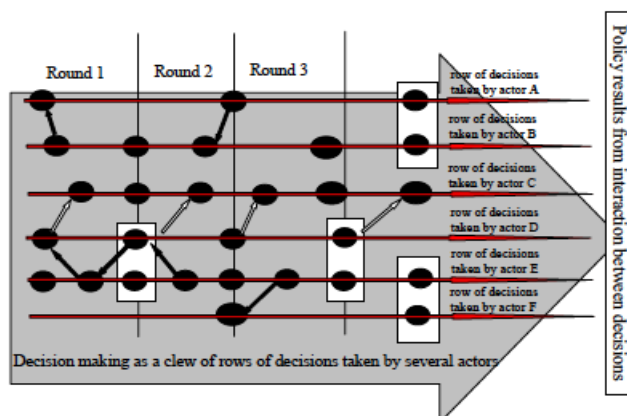 Round 1
Round 2
Round 3
row of decisions
taken by actor A
row of decisions
taken by actor B
row of decisions
taken by actor C
row of decisions
taken by actor D
row of decisions
taken by actor E
row of decisions
taken by actor F
Decision making as a clew of rows of decisions taken by several actors
Policy results from interaction between decisions